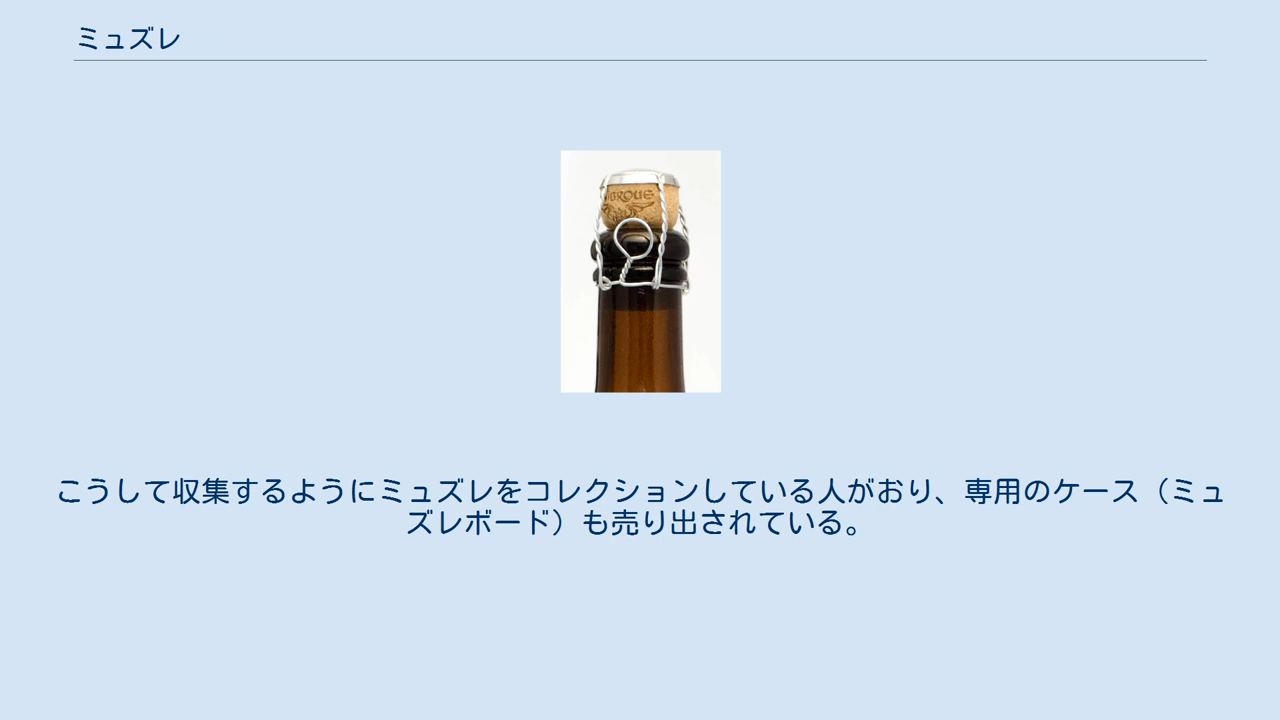 ミュズレ
BROUE
こうして収集するようにミュズレをコレクションしている人がおり、専用のケース（ミュ
ズレボード）も売り出されている。